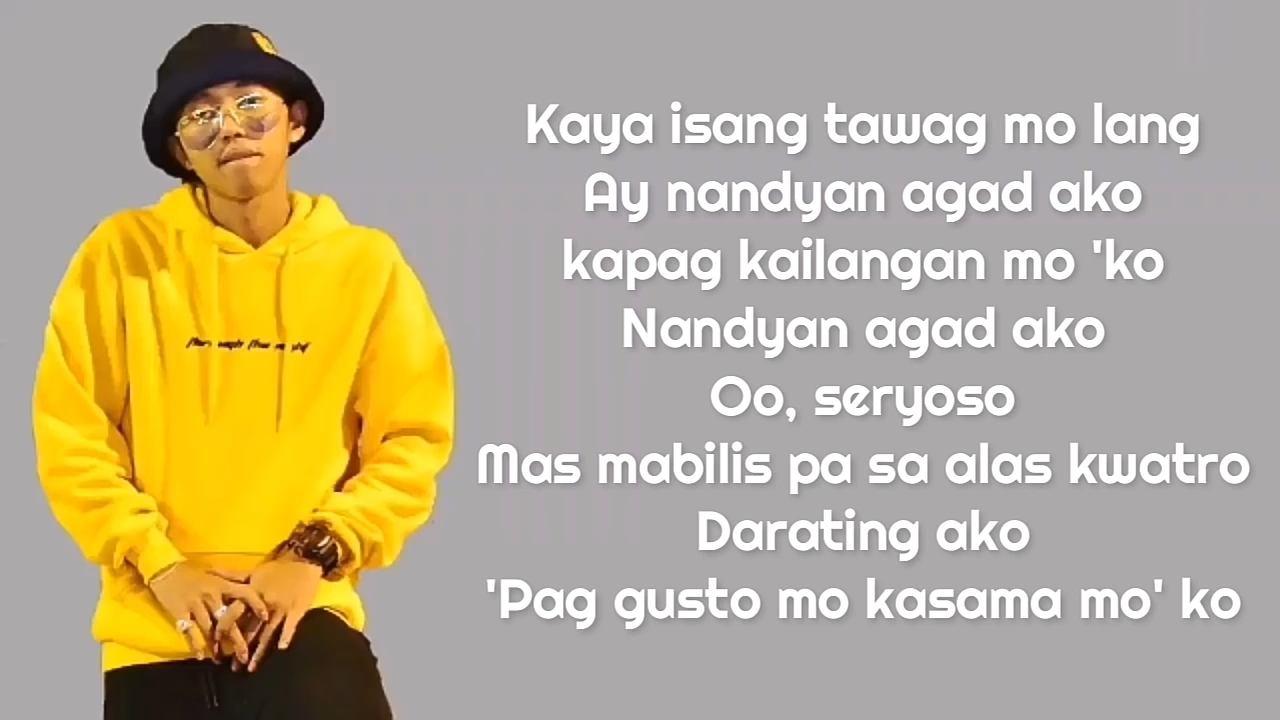 Kaya isang tawag mo lang
Ay nandyan agad ako
kapag kailangan mo 'ko
Nandyan agad ako
Oo, seryoso
Mas mabilis pa sa alas kwatro
Darating ako
'Pag gusto mo kasama mo' ko